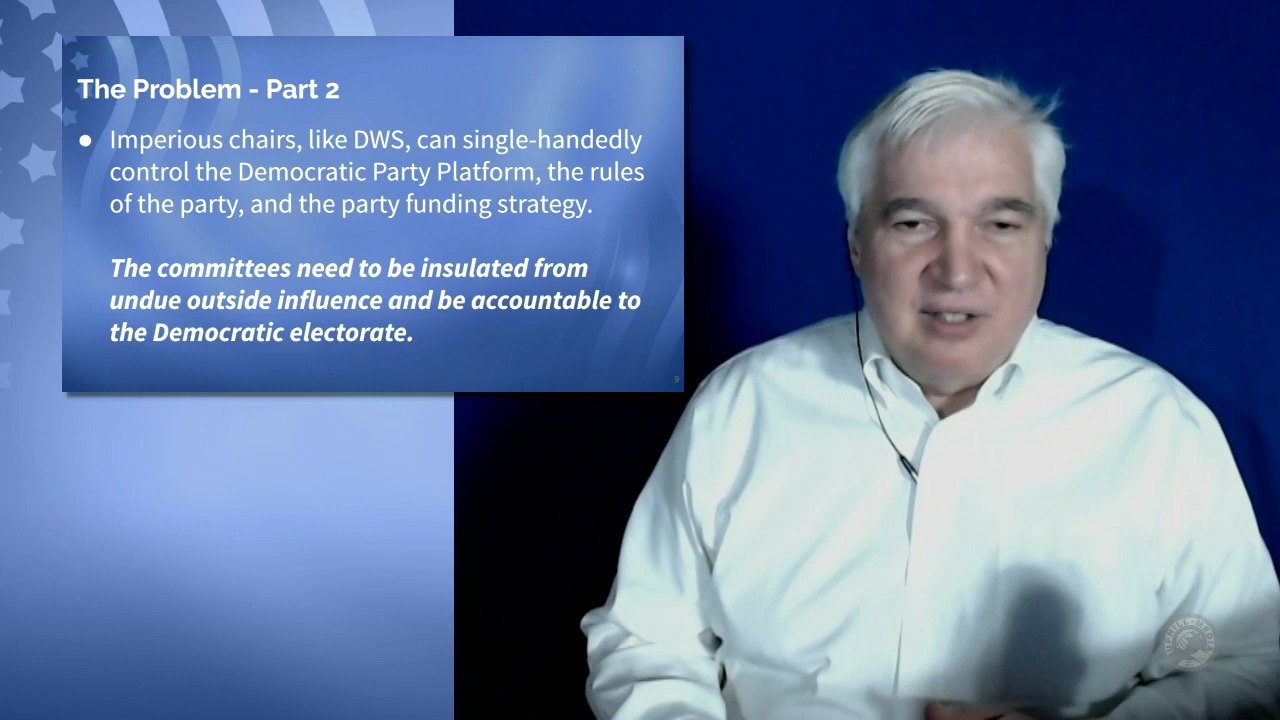 The Problem - Part 2
● Imperious chairs, like DWS, can single-handedly
control the Democratic Party Platform, the rules
of the party, and the party funding strategy.
The committees need to be insulated from
undue outside influence and be accountable to
the Democratic electorate.
9